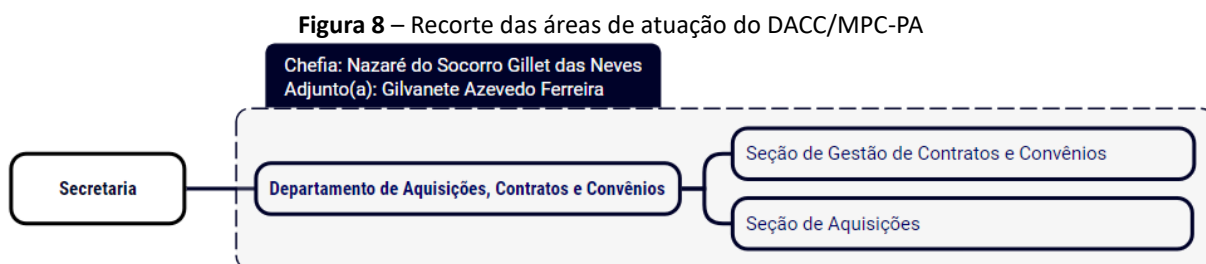 Figura 8 – Recorte das áreas de atuação do DACC/MPC-PA
Chefia: Nazaré do Socorro Gillet das Neves
Adjunto(a): Gilvanete Azevedo Ferreira
Secretaria
Departamento de Aquisições, Contratos e Convênios
Seção de Gestão de Contratos e Convênios
Seção de Aquisições